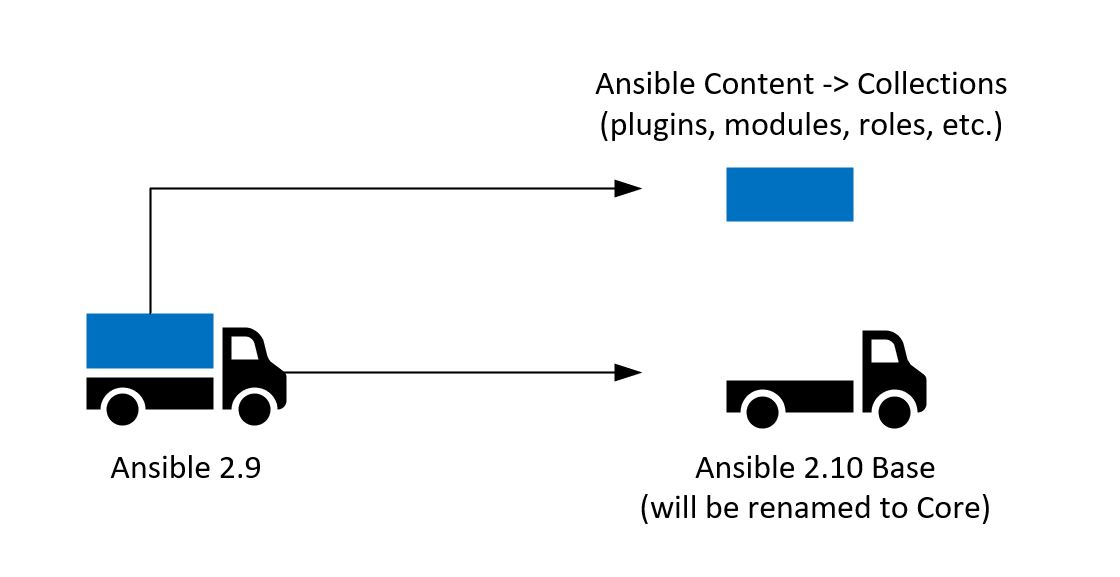 Ansible Content -> Collections
(plugins, modules, roles, etc.)
Ansible 2.9
Ansible 2.10 Base
(will be renamed to Core)